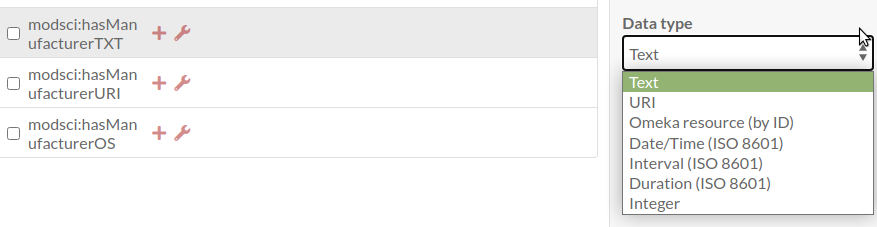 modsci:hasMan
ufacturerTXT
modsci:hasMan
ufacturerURI
modsci:hasMan
ufacturerOS
Data type
Text
Text
URI
Omeka resource (by ID)
Date/Time (ISO 8601)
Interval (ISO 8601)
Duration (ISO 8601)
Integer